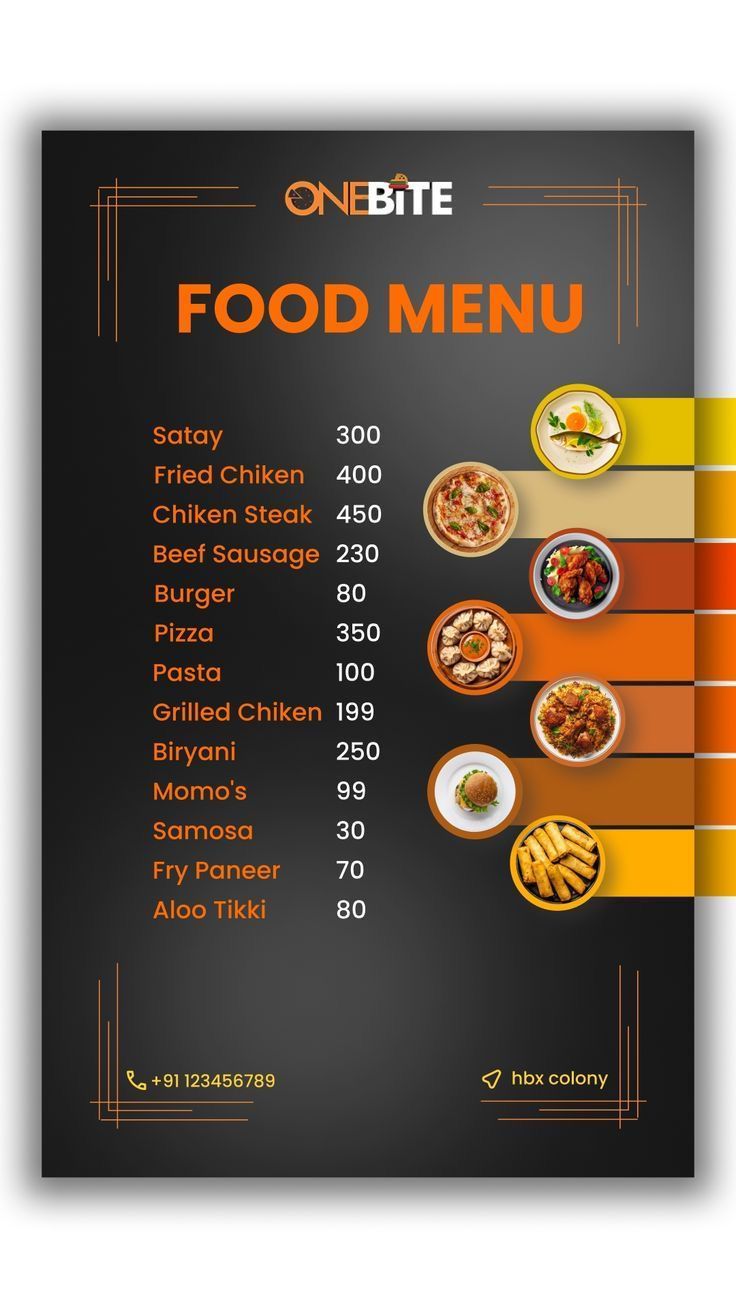 ONEBITE
FOOD MENU
Satay 300
Fried Chiken 400
Chiken Steak 450
Beef Sausage 230
Burger 80
Pizza 350
Pasta 100
Grilled Chiken 199
Biryani 250
Momo's 99
Samosa 30
Fry Paneer 70
Aloo Tikki 80
+91 123456789
hbx colony